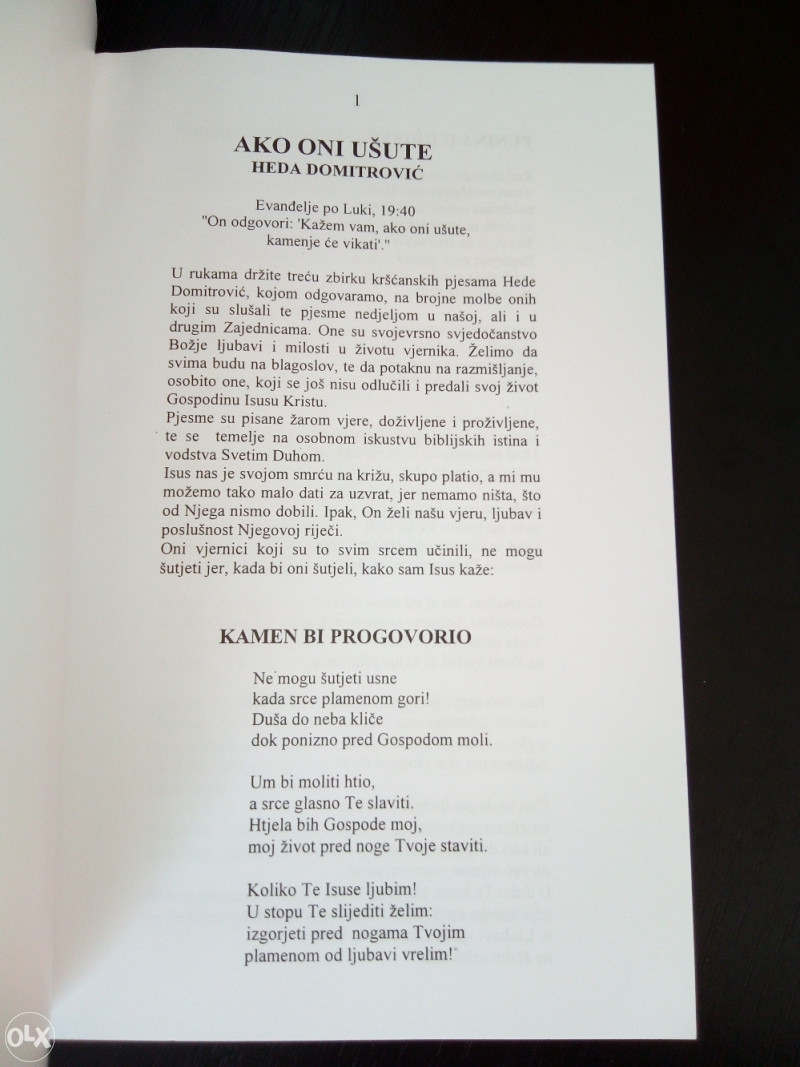 1
AKO ONI UŠUTE
HEDA DOMITROVIĆ
Evanđelje po Luki, 19:40
"On odgovori: 'Kažem vam, ako oni ušute,
kamenje će vikati'."
U rukama držite treću zbirku kršćanskih pjesama Hede
Domitrović, kojom odgovaramo, na brojne molbe onih
koji su slušali te pjesme nedjeljom u našoj, ali i u
drugim Zajednicama. One su svojevrsno svjedočanstvo
Božje ljubavi i milosti u životu vjernika. Želimo da
svima budu na blagoslov, te da potaknu na razmišljanje,
osobito one, koji se još nisu odlučili i predali svoj život
Gospodinu Isusu Kristu.
Pjesme su pisane žarom vjere, doživljene i proživljene,
te se temelje na osobnom iskustvu biblijskih istina i
vodstva Svetim Duhom.
Isus nas je svojom smrću na križu, skupo platio, a mi mu
možemo tako malo dati za uzvrat, jer nemamo ništa, što
od Njega nismo dobili. Ipak, On želi našu vjeru, ljubav i
poslušnost Njegovoj riječi.
Oni vjernici koji su to svim srcem učinili, ne mogu
šutjeti jer, kada bi oni šutjeli, kako sam Isus kaže:
KAMEN BI PROGOVORIO
Ne mogu šutjeti usne
kada srce plamenom gori!
Duša do neba kliče
dok ponizno pred Gospodom moli.
Um bi moliti htio,
a srce glasno Te slaviti.
Htjela bih Gospode moj,
moj život pred noge Tvoje staviti.
Koliko Te Isuse ljubim!
U stopu Te slijediti želim:
izgorjeti pred nogama Tvojim
plamenom od ljubavi vrelim!
OLX